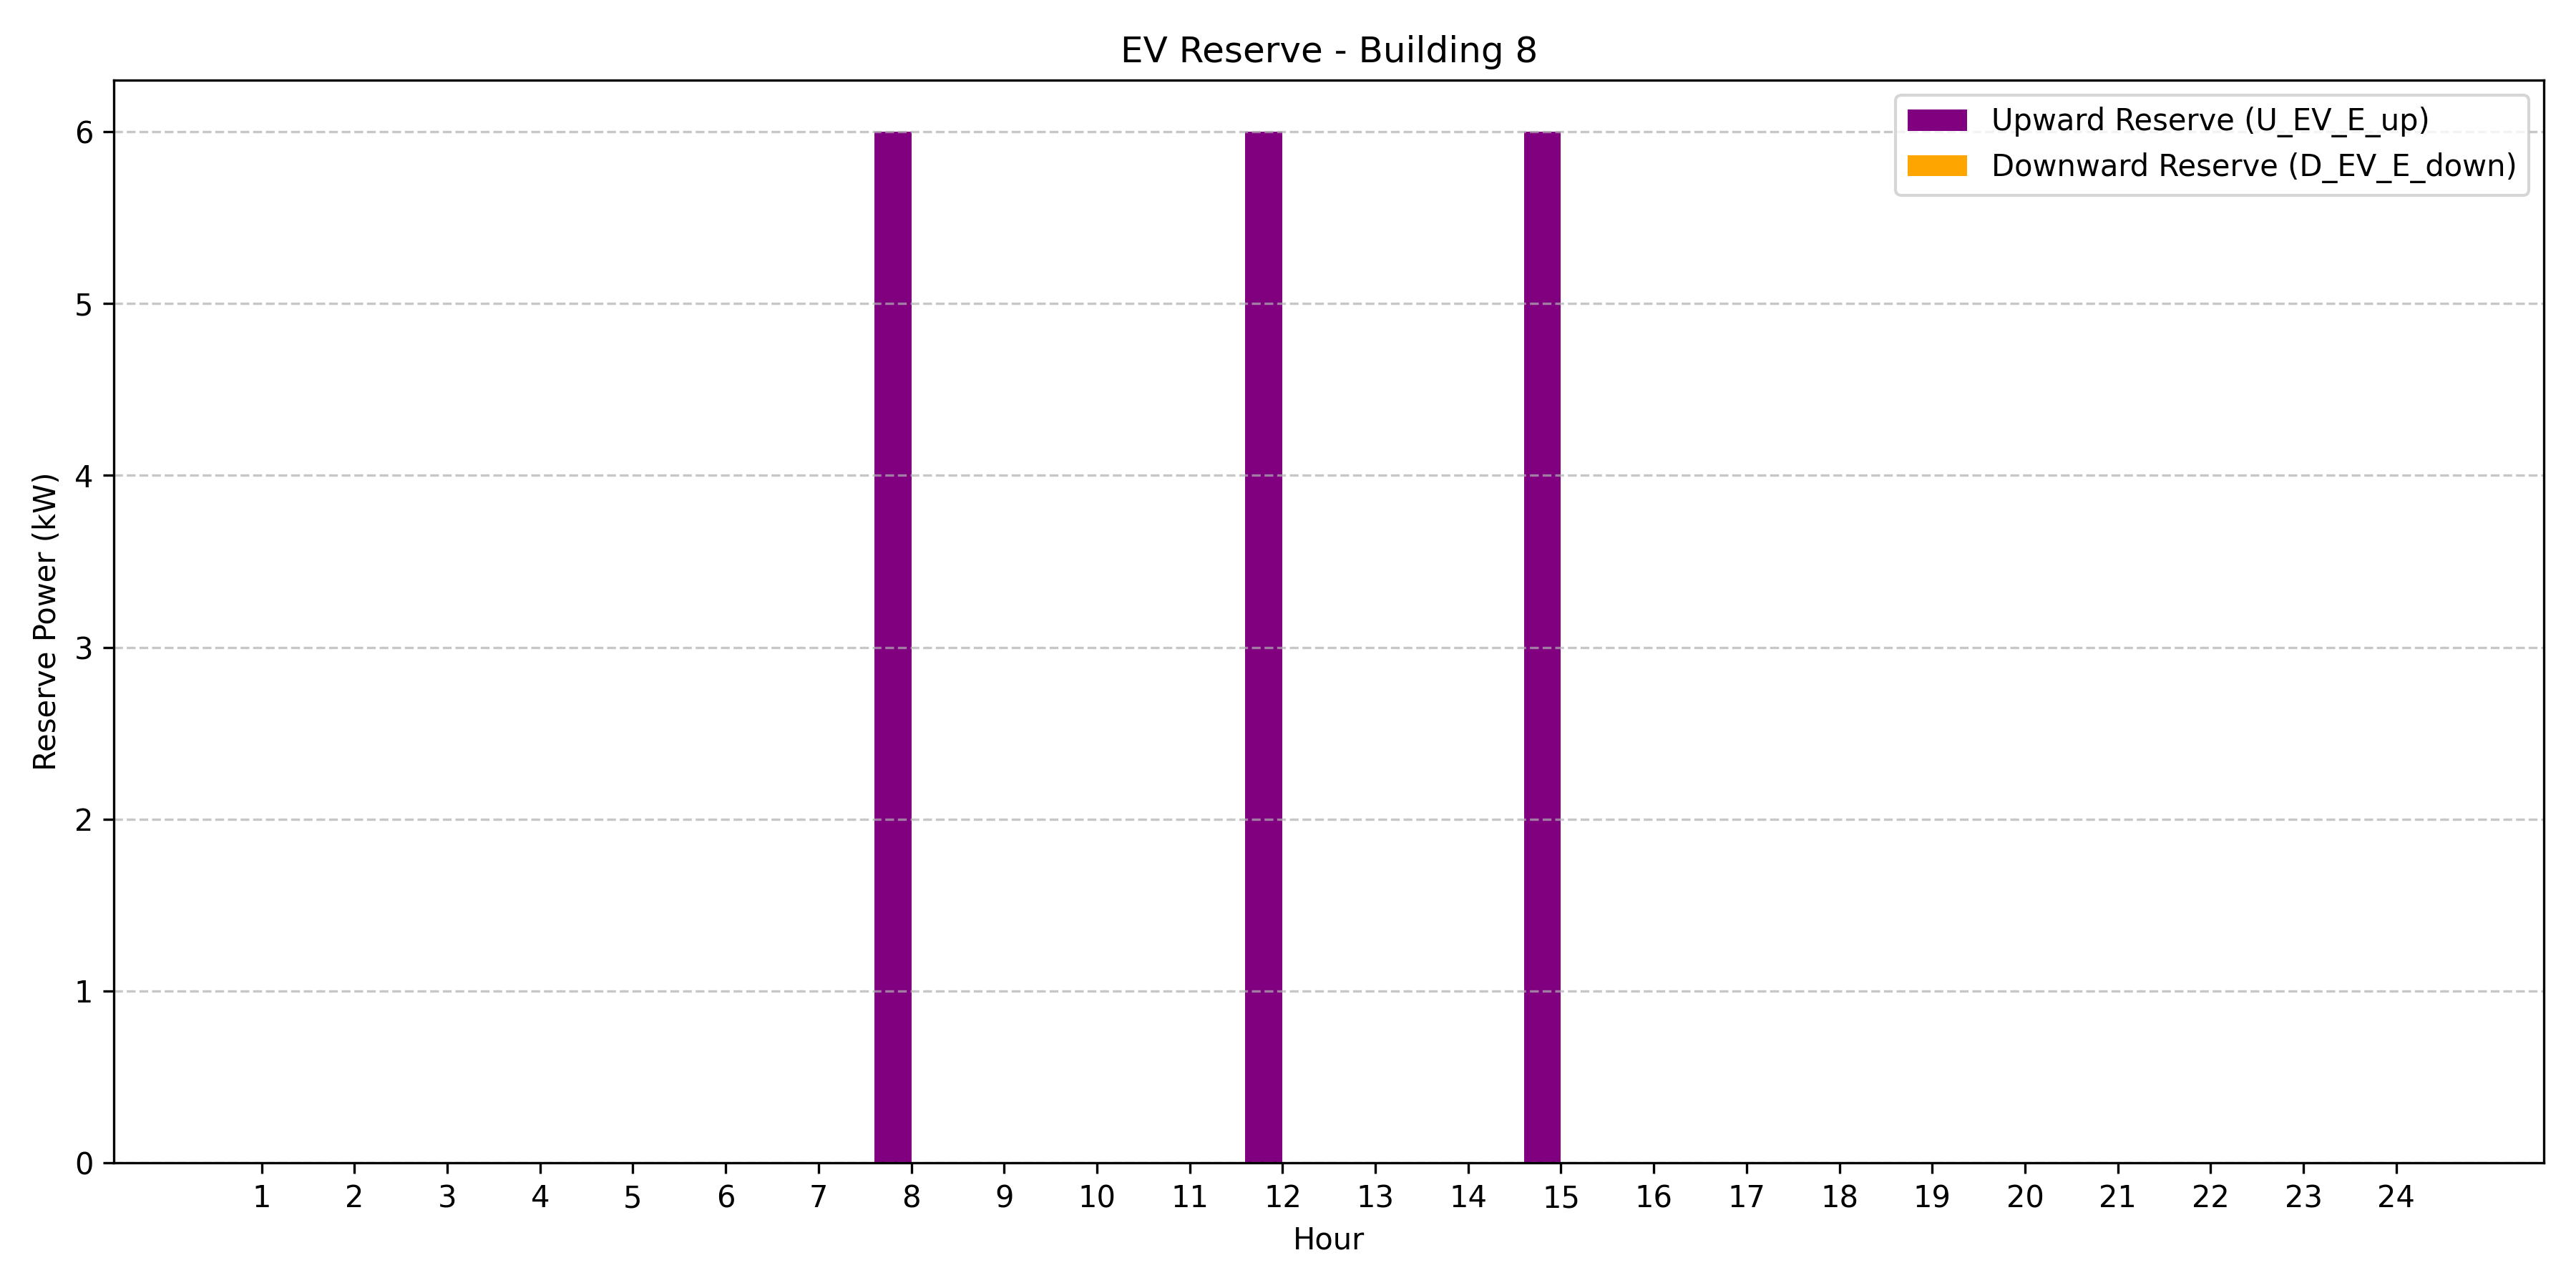 EV Reserve - Building 8
Upward Reserve (U_EV_E_up)
Downward Reserve (D_EV_E_down)
Reserve Power (kW)
6
5
4
3
2
1
0
1 2 3 4 5 6 7 8 9 10 11 12 13 14 15 16 17 18 19 20 21 22 23 24
Hour